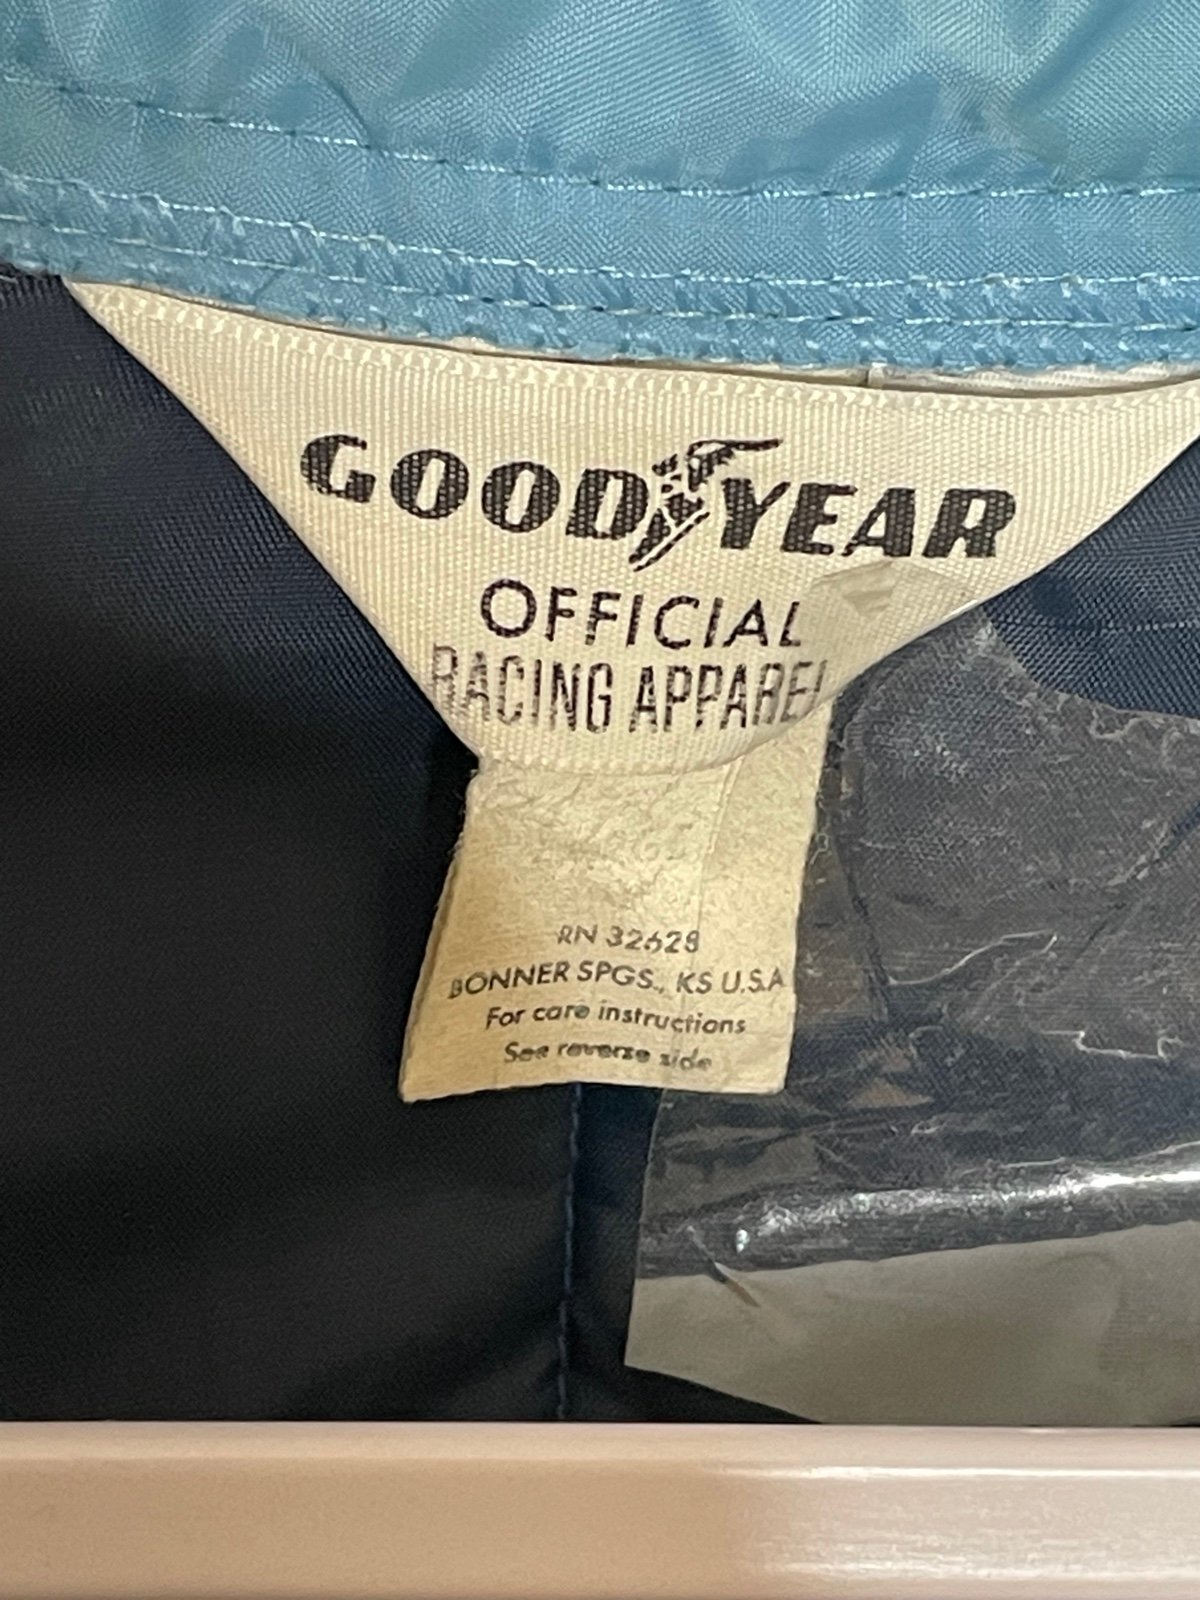 GOODYEAR
OFFICIAL
RACING APPAREL
RN 32628
BONNER SPGS., KS U.S.A
For care instructions
See reverse side